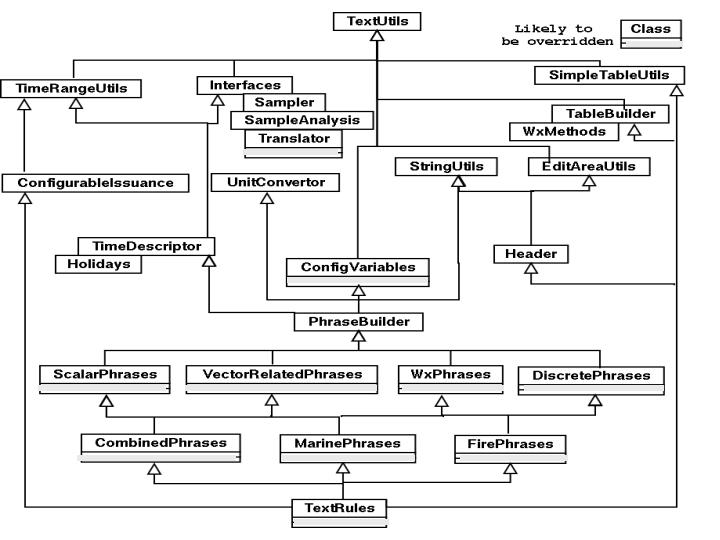 TextUtils
Likely to
be overridden
Class
TimeRangeUtils
Interfaces
SimpleTableUtils
Sampler
SampleAnalysis
TableBuilder
Translator
WxMethods
ConfigurableIssuance
UnitConvertor
StringUtils
EditAreaUtils
TimeDescriptor
Holidays
ConfigVariables
Header
PhraseBuilder
ScalarPhrases
VectorRelatedPhrases
WxPhrases
DiscretePhrases
CombinedPhrases
MarinePhrases
FirePhrases
TextRules